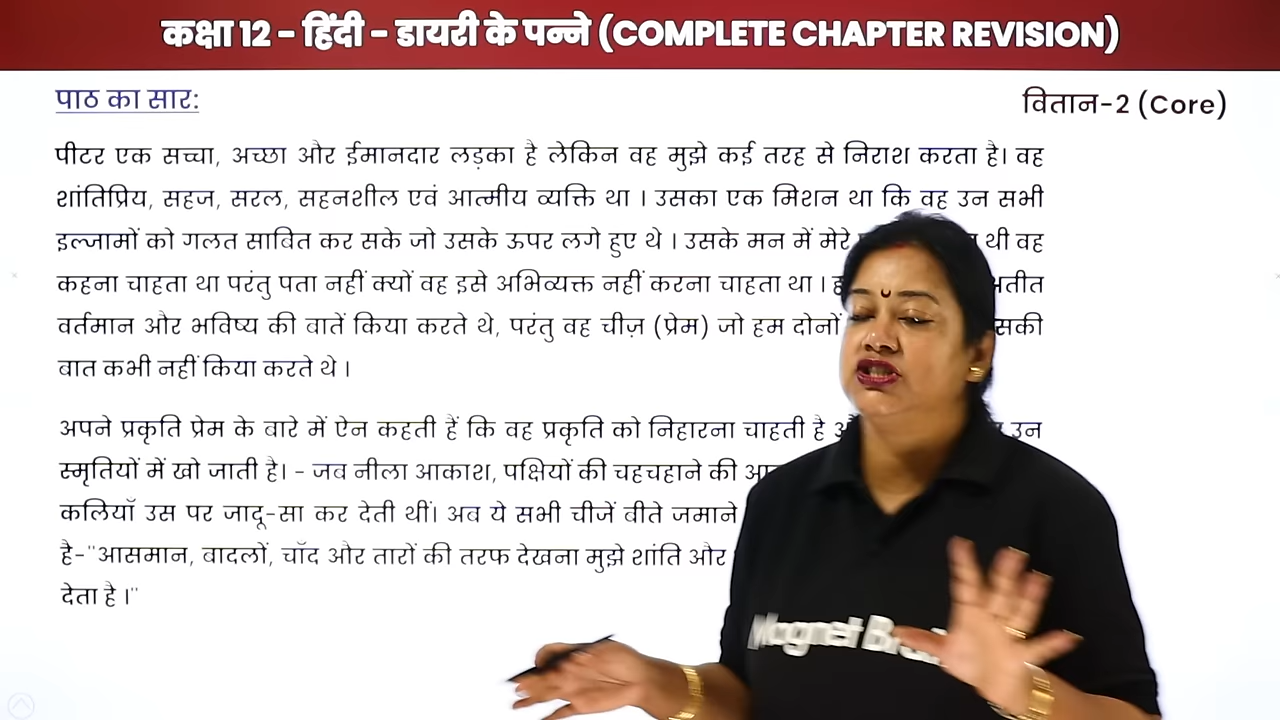 कक्षा 12 - हिंदी - डायरी के पन्ने (COMPLETE CHAPTER REVISION)
पाठ का सार:
वितान-2 (Core)
पीटर एक सच्चा, अच्छा और ईमानदार लड़का है लेकिन वह मुझे कई तरह से निराश करता है। वह
शांतिप्रिय, सहज, सरल, सहनशील एवं आत्मीय व्यक्ति था । उसका एक मिशन था कि वह उन सभी
इल्जामों को गलत साबित कर सके जो उसके ऊपर लगे हुए थे । उसके मन में मेरे थी वह
कहना चाहता था परंतु पता नहीं क्यों वह इसे अभिव्यक्त नहीं करना चाहता था ।
वर्तमान और भविष्य की बातें किया करते थे, परंतु वह चीज़ (प्रेम) जो हम दोनों
बात कभी नहीं किया करते थे ।
अपने प्रकृति प्रेम के बारे में ऐन कहती हैं कि वह प्रकृति को निहारना चाहती है उन
स्मृतियों में खो जाती है। - जब नीला आकाश, पक्षियों की चहचहाने की
कलियाँ उस पर जादू-सा कर देती थीं। अब ये सभी चीजें बीते जमाने
है-"आसमान, बादलों, चाँद और तारों की तरफ देखना मुझे शांति और
देता है ।"